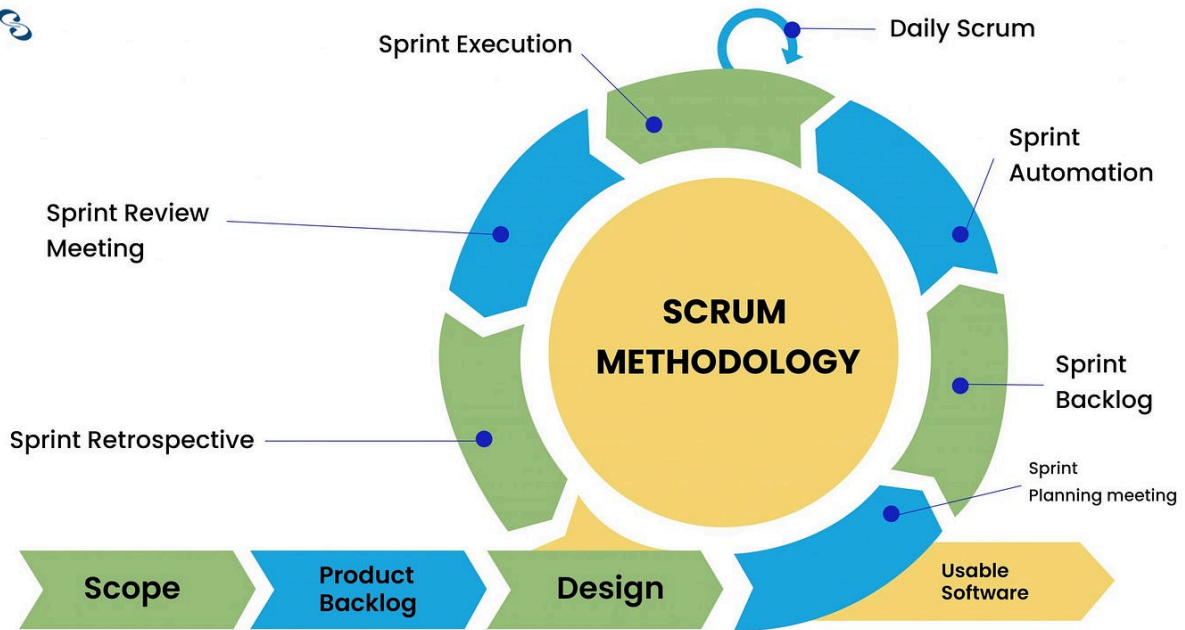 Sprint Execution
Daily Scrum
Sprint
Automation
Sprint Review
Meeting
SCRUM
METHODOLOGY
Sprint
Backlog
Sprint Retrospective
Sprint
Planning meeting
Scope
Product
Backlog
Design
Usable
Software